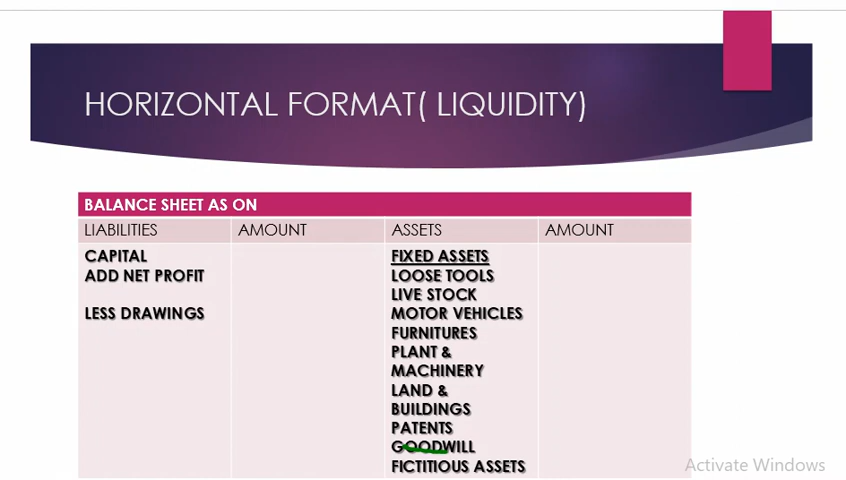 HORIZONTAL FORMAT( LIQUIDITY)
BALANCE SHEET AS ON
LIABILITIES AMOUNT ASSETS AMOUNT
CAPITAL
ADD NET PROFIT
LESS DRAWINGS
FIXED ASSETS
LOOSE TOOLS
LIVE STOCK
MOTOR VEHICLES
FURNITURES
PLANT &
MACHINERY
LAND &
BUILDINGS
PATENTS
GOODWILL
FICTITIOUS ASSETS
Activate Windows